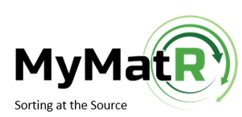 MyMatR
Sorting at the Source